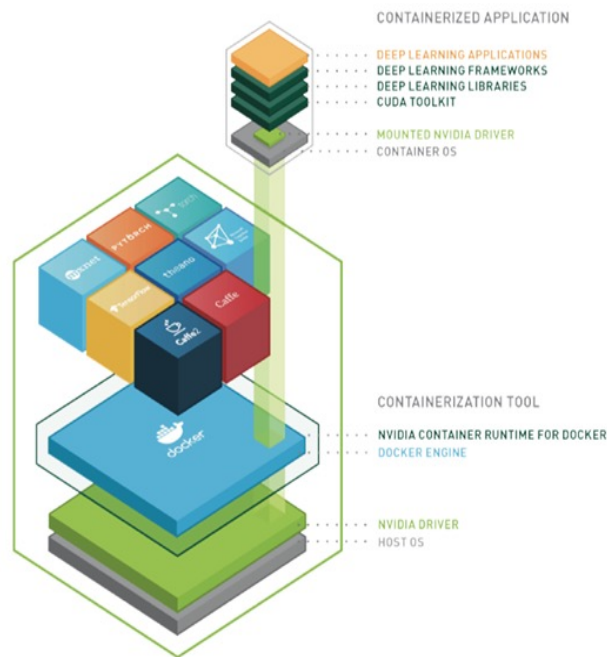 CONTAINERIZED APPLICATION
DEEP LEARNING APPLICATIONS
DEEP LEARNING FRAMEWORKS
DEEP LEARNING LIBRARIES
CUDA TOOLKIT
MOUNTED NVIDIA DRIVER
CONTAINER OS
torch
PYTORCH
mxnet
theano
TensorFlow
Caffe
Caffe2
docker
CONTAINERIZATION TOOL
NVIDIA CONTAINER RUNTIME FOR DOCKER
DOCKER ENGINE
NVIDIA DRIVER
HOST OS